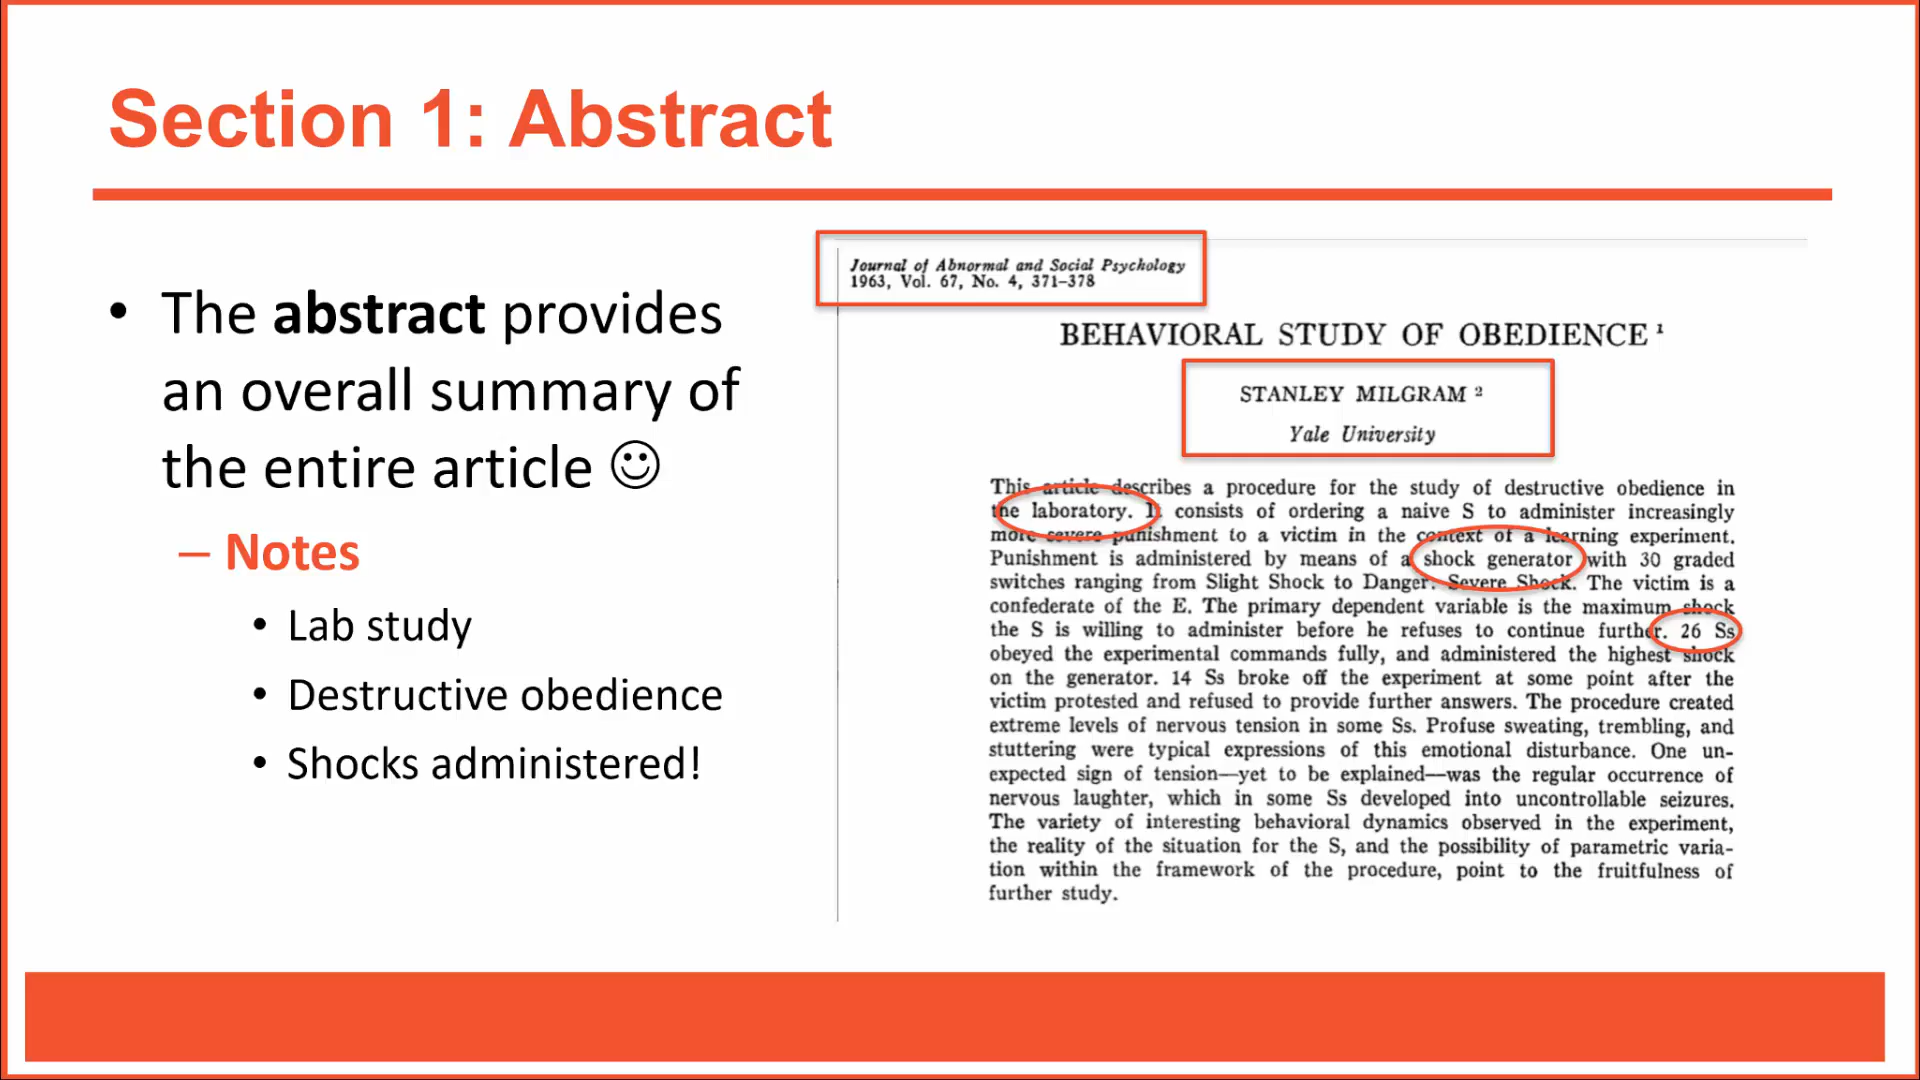 Section 1: Abstract
• The abstract provides
an overall summary of
the entire article ☺
– Notes
• Lab study
• Destructive obedience
• Shocks administered!
Journal of Abnormal and Social Psychology
1963, Vol. 67, No. 4, 371–378
BEHAVIORAL STUDY OF OBEDIENCE ¹
STANLEY MILGRAM ²
Yale University
This article describes a procedure for the study of destructive obedience in
the laboratory. It consists of ordering a naive S to administer increasingly
more severe punishment to a victim in the context of a learning experiment.
Punishment is administered by means of a shock generator with 30 graded
switches ranging from Slight Shock to Danger: Severe Shock. The victim is a
confederate of the E. The primary dependent variable is the maximum shock
the S is willing to administer before he refuses to continue further. 26 Ss
obeyed the experimental commands fully, and administered the highest shock
on the generator. 14 Ss broke off the experiment at some point after the
victim protested and refused to provide further answers. The procedure created
extreme levels of nervous tension in some Ss. Profuse sweating, trembling, and
stuttering were typical expressions of this emotional disturbance. One un-
expected sign of tension—yet to be explained—was the regular occurrence of
nervous laughter, which in some Ss developed into uncontrollable seizures.
The variety of interesting behavioral dynamics observed in the experiment,
the reality of the situation for the S, and the possibility of parametric varia-
tion within the framework of the procedure, point to the fruitfulness of
further study.